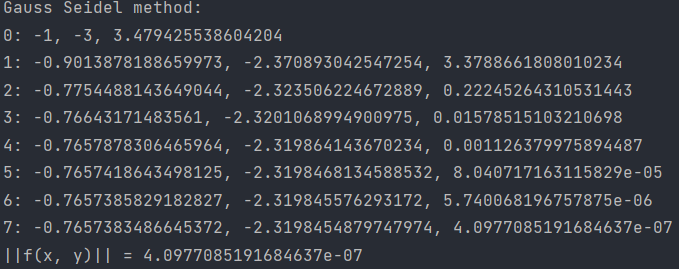 Gauss Seidel method:
0: -1, -3, 3.479425538604204
1: -0.9013878188659973, -2.370893042547254, 3.3788661808010234
2: -0.7754488143649044, -2.323506224672889, 0.22245264310531443
3: -0.76643171483561, -2.3201068994900975, 0.01578515103210698
4: -0.7657878306465964, -2.319864143670234, 0.001126379975894487
5: -0.7657418643498125, -2.3198468134588532, 8.040717163115829e-05
6: -0.7657385829182827, -2.319845576293172, 5.740068196757875e-06
7: -0.7657383486645372, -2.3198454879747974, 4.0977085191684637e-07
||f(x, y)|| = 4.0977085191684637e-07